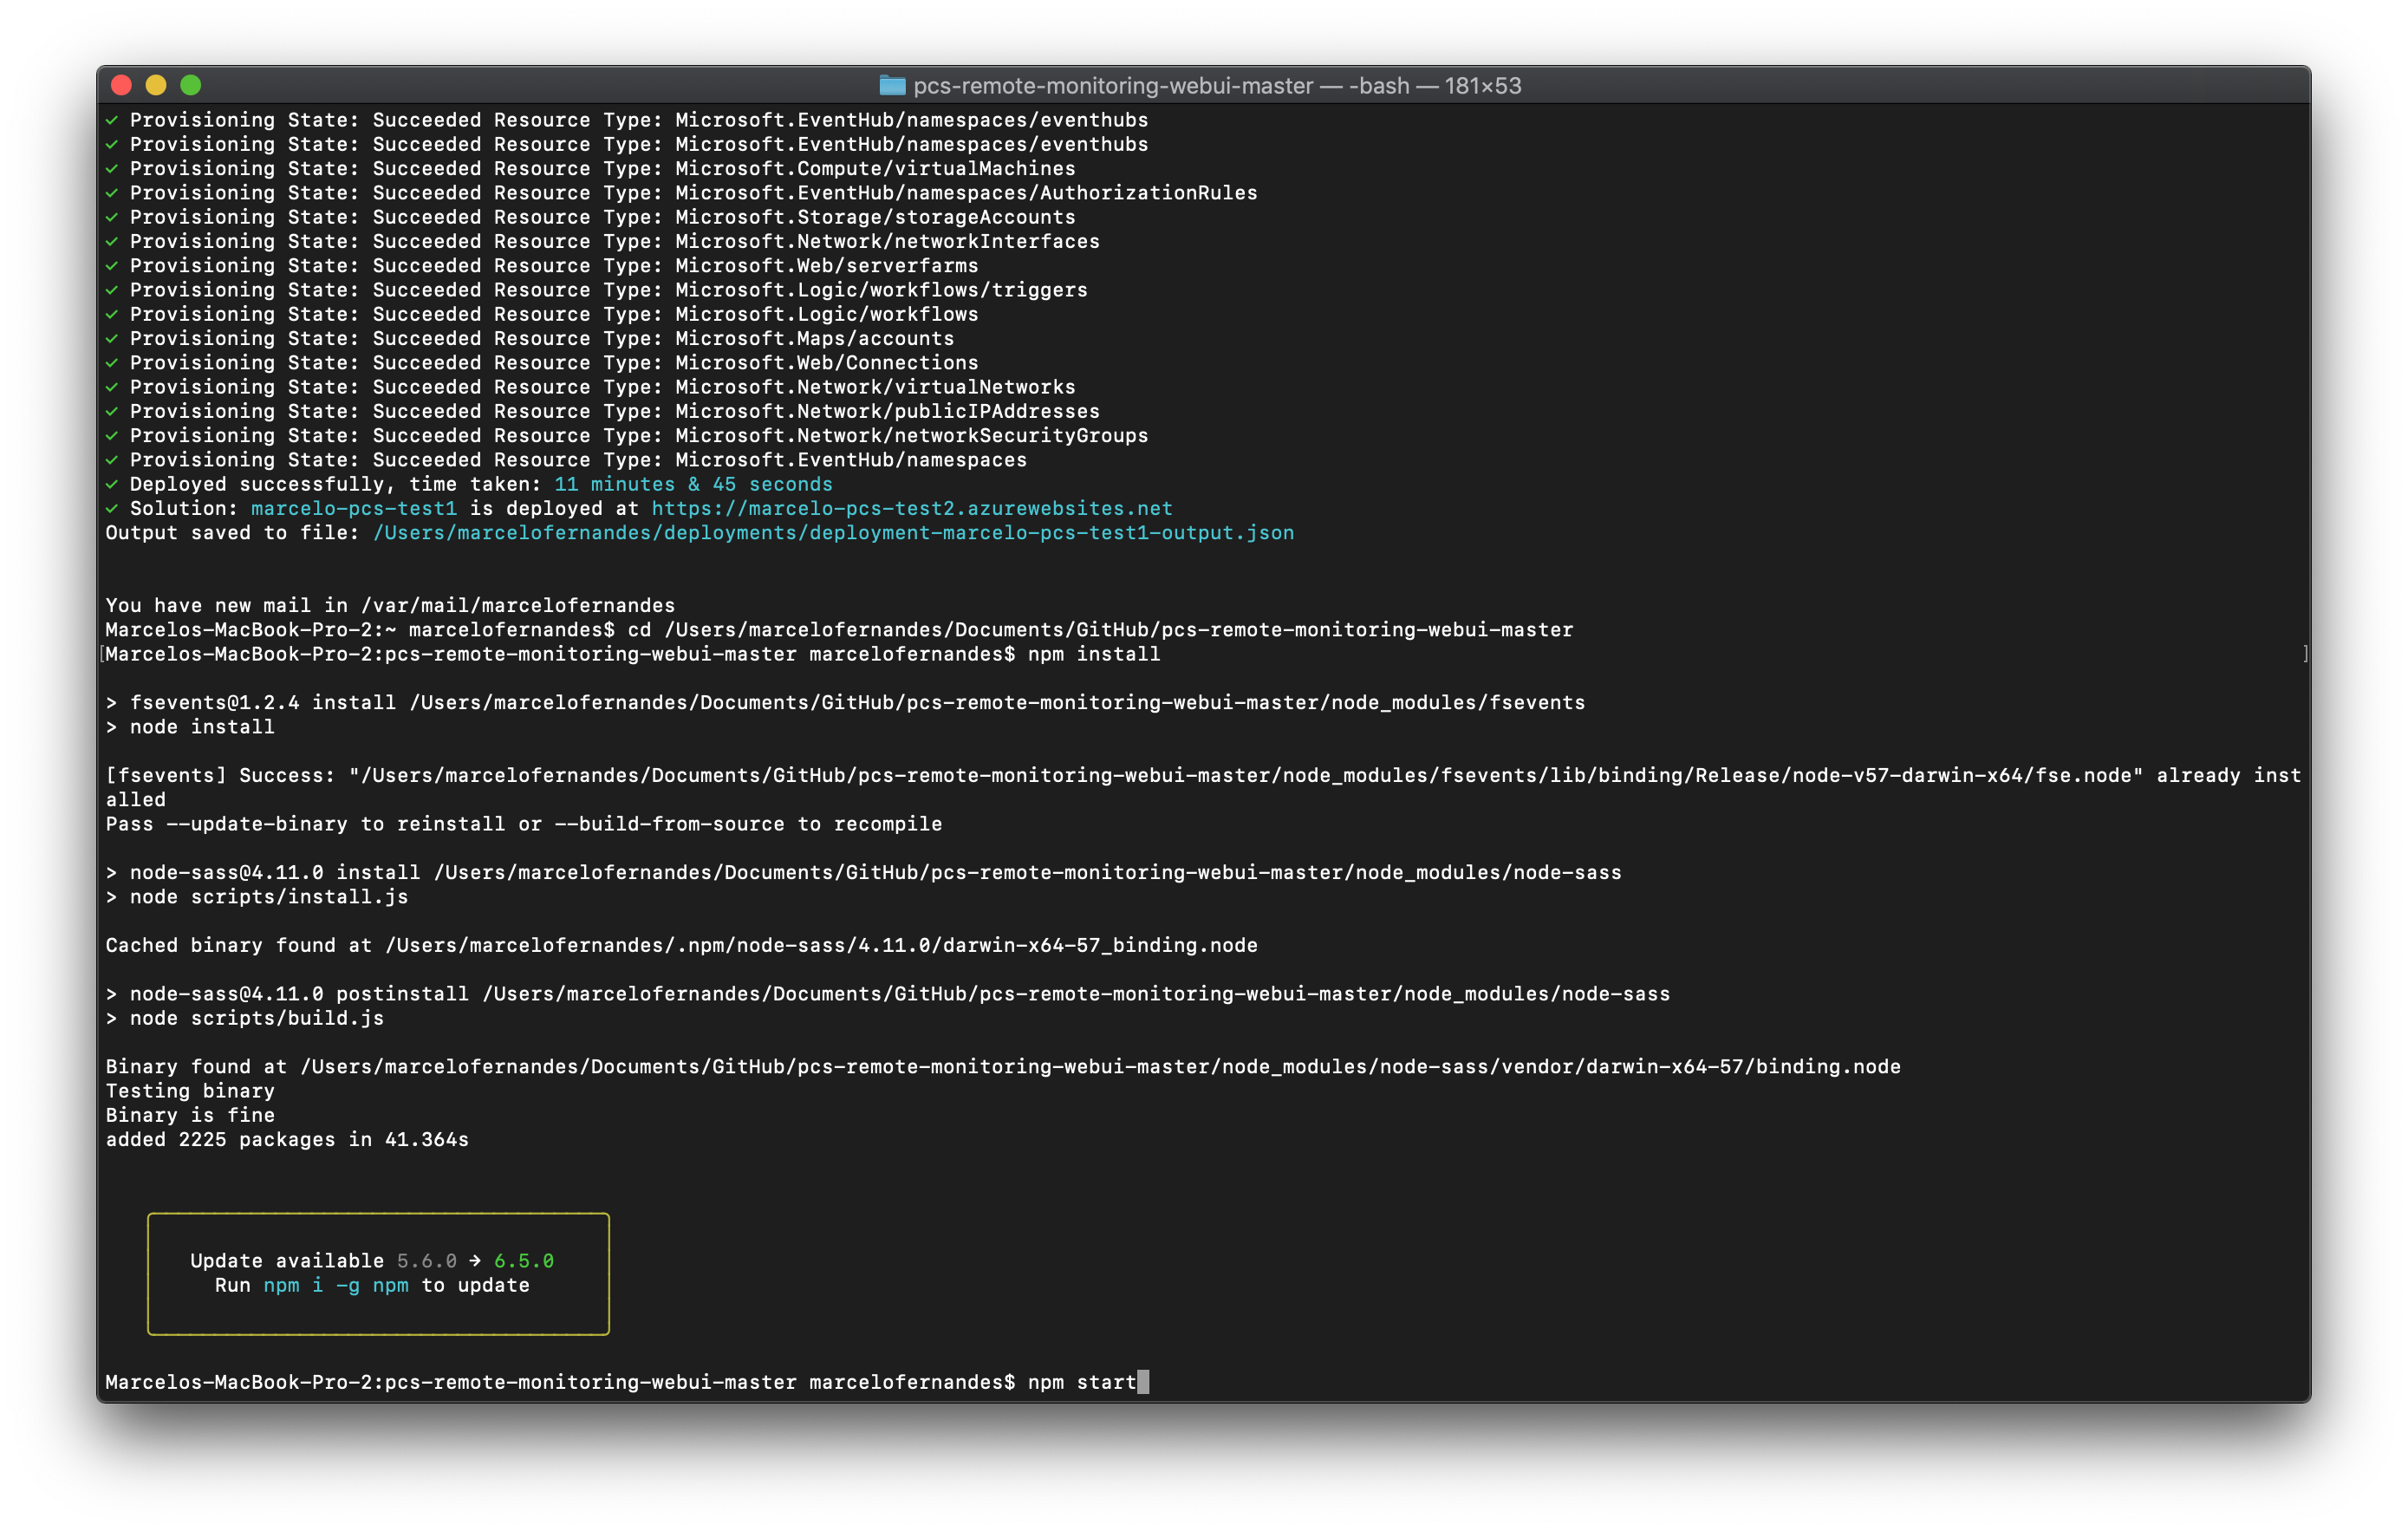 pcs-remote-monitoring-webui-master — -bash — 181×53
✓ Provisioning State: Succeeded Resource Type: Microsoft.EventHub/namespaces/eventhubs
✓ Provisioning State: Succeeded Resource Type: Microsoft.EventHub/namespaces/eventhubs
✓ Provisioning State: Succeeded Resource Type: Microsoft.Compute/virtualMachines
✓ Provisioning State: Succeeded Resource Type: Microsoft.EventHub/namespaces/AuthorizationRules
✓ Provisioning State: Succeeded Resource Type: Microsoft.Storage/storageAccounts
✓ Provisioning State: Succeeded Resource Type: Microsoft.Network/networkInterfaces
✓ Provisioning State: Succeeded Resource Type: Microsoft.Web/serverfarms
✓ Provisioning State: Succeeded Resource Type: Microsoft.Logic/workflows/triggers
✓ Provisioning State: Succeeded Resource Type: Microsoft.Logic/workflows
✓ Provisioning State: Succeeded Resource Type: Microsoft.Maps/accounts
✓ Provisioning State: Succeeded Resource Type: Microsoft.Web/Connections
✓ Provisioning State: Succeeded Resource Type: Microsoft.Network/virtualNetworks
✓ Provisioning State: Succeeded Resource Type: Microsoft.Network/publicIPAddresses
✓ Provisioning State: Succeeded Resource Type: Microsoft.Network/networkSecurityGroups
✓ Provisioning State: Succeeded Resource Type: Microsoft.EventHub/namespaces
✓ Deployed successfully, time taken: 11 minutes & 45 seconds
✓ Solution: marcelo-pcs-test1 is deployed at https://marcelo-pcs-test2.azurewebsites.net
Output saved to file: /Users/marcelofernandes/deployments/deployment-marcelo-pcs-test1-output.json
You have new mail in /var/mail/marcelofernandes
Marcelos-MacBook-Pro-2:~ marcelofernandes$ cd /Users/marcelofernandes/Documents/GitHub/pcs-remote-monitoring-webui-master
[Marcelos-MacBook-Pro-2:pcs-remote-monitoring-webui-master marcelofernandes$ npm install ]
> fsevents@1.2.4 install /Users/marcelofernandes/Documents/GitHub/pcs-remote-monitoring-webui-master/node_modules/fsevents
> node install
[fsevents] Success: "/Users/marcelofernandes/Documents/GitHub/pcs-remote-monitoring-webui-master/node_modules/fsevents/lib/binding/Release/node-v57-darwin-x64/fse.node" already inst
alled
Pass --update-binary to reinstall or --build-from-source to recompile
> node-sass@4.11.0 install /Users/marcelofernandes/Documents/GitHub/pcs-remote-monitoring-webui-master/node_modules/node-sass
> node scripts/install.js
Cached binary found at /Users/marcelofernandes/.npm/node-sass/4.11.0/darwin-x64-57_binding.node
> node-sass@4.11.0 postinstall /Users/marcelofernandes/Documents/GitHub/pcs-remote-monitoring-webui-master/node_modules/node-sass
> node scripts/build.js
Binary found at /Users/marcelofernandes/Documents/GitHub/pcs-remote-monitoring-webui-master/node_modules/node-sass/vendor/darwin-x64-57/binding.node
Testing binary
Binary is fine
added 2225 packages in 41.364s
Update available 5.6.0 → 6.5.0
Run npm i -g npm to update
Marcelos-MacBook-Pro-2:pcs-remote-monitoring-webui-master marcelofernandes$ npm start